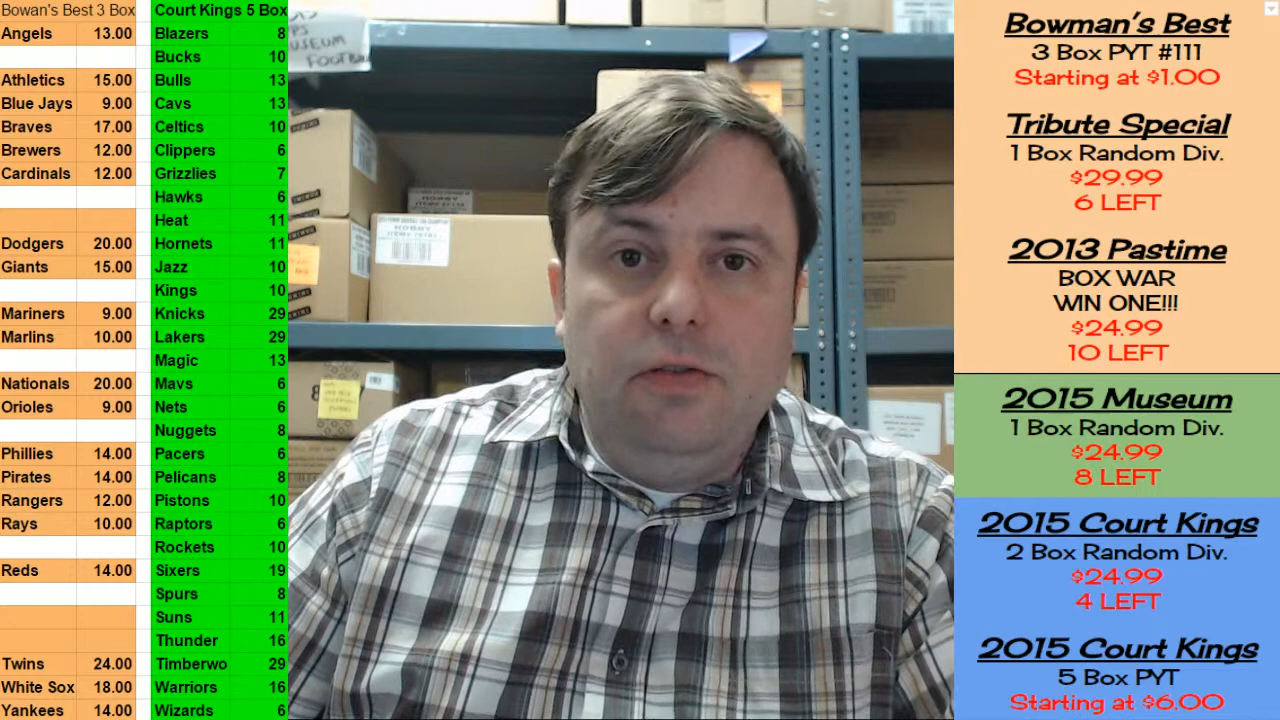 Bowan's Best 3 Box
Angels 13.00
Athletics 15.00
Blue Jays 9.00
Braves 17.00
Brewers 12.00
Cardinals 12.00
Dodgers 20.00
Giants 15.00
Mariners 9.00
Marlins 10.00
Nationals 20.00
Orioles 9.00
Phillies 14.00
Pirates 14.00
Rangers 12.00
Rays 10.00
Reds 14.00
Twins 24.00
White Sox 18.00
Yankees 14.00
Court Kings 5 Box
Blazers 8
Bucks 10
Bulls 13
Cavs 13
Celtics 10
Clippers 6
Grizzlies 7
Hawks 6
Heat 11
Hornets 11
Jazz 10
Kings 10
Knicks 29
Lakers 29
Magic 13
Mavs 6
Nets 6
Nuggets 8
Pacers 6
Pelicans 8
Pistons 10
Raptors 6
Rockets 10
Sixers 19
Spurs 8
Suns 11
Thunder 16
Timberwo 29
Warriors 16
Wizards 6
HOBBY
Bowman's Best
3 Box PYT #111
Starting at $1.00
Tribute Special
1 Box Random Div.
$29.99
6 LEFT
2013 Pastime
BOX WAR
WIN ONE!!!
$24.99
10 LEFT
2015 Museum
1 Box Random Div.
$24.99
8 LEFT
2015 Court Kings
2 Box Random Div.
$24.99
4 LEFT
2015 Court Kings
5 Box PYT
Starting at $6.00